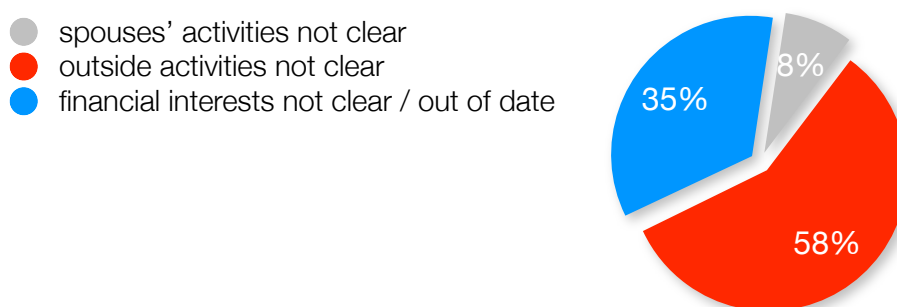 spouses’ activities not clear
outside activities not clear
financial interests not clear / out of date
8%
35%
58%